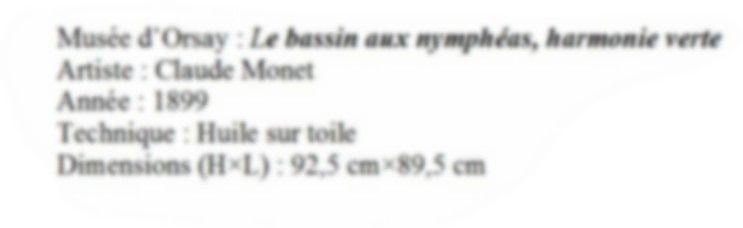 Musée d'Orsay : Le bassin aux nymphéas, harmonie verte
Artiste : Claude Monet
Année : 1899
Technique : Huile sur toile
Dimensions (H×L) : 92,5 cm×89,5 cm